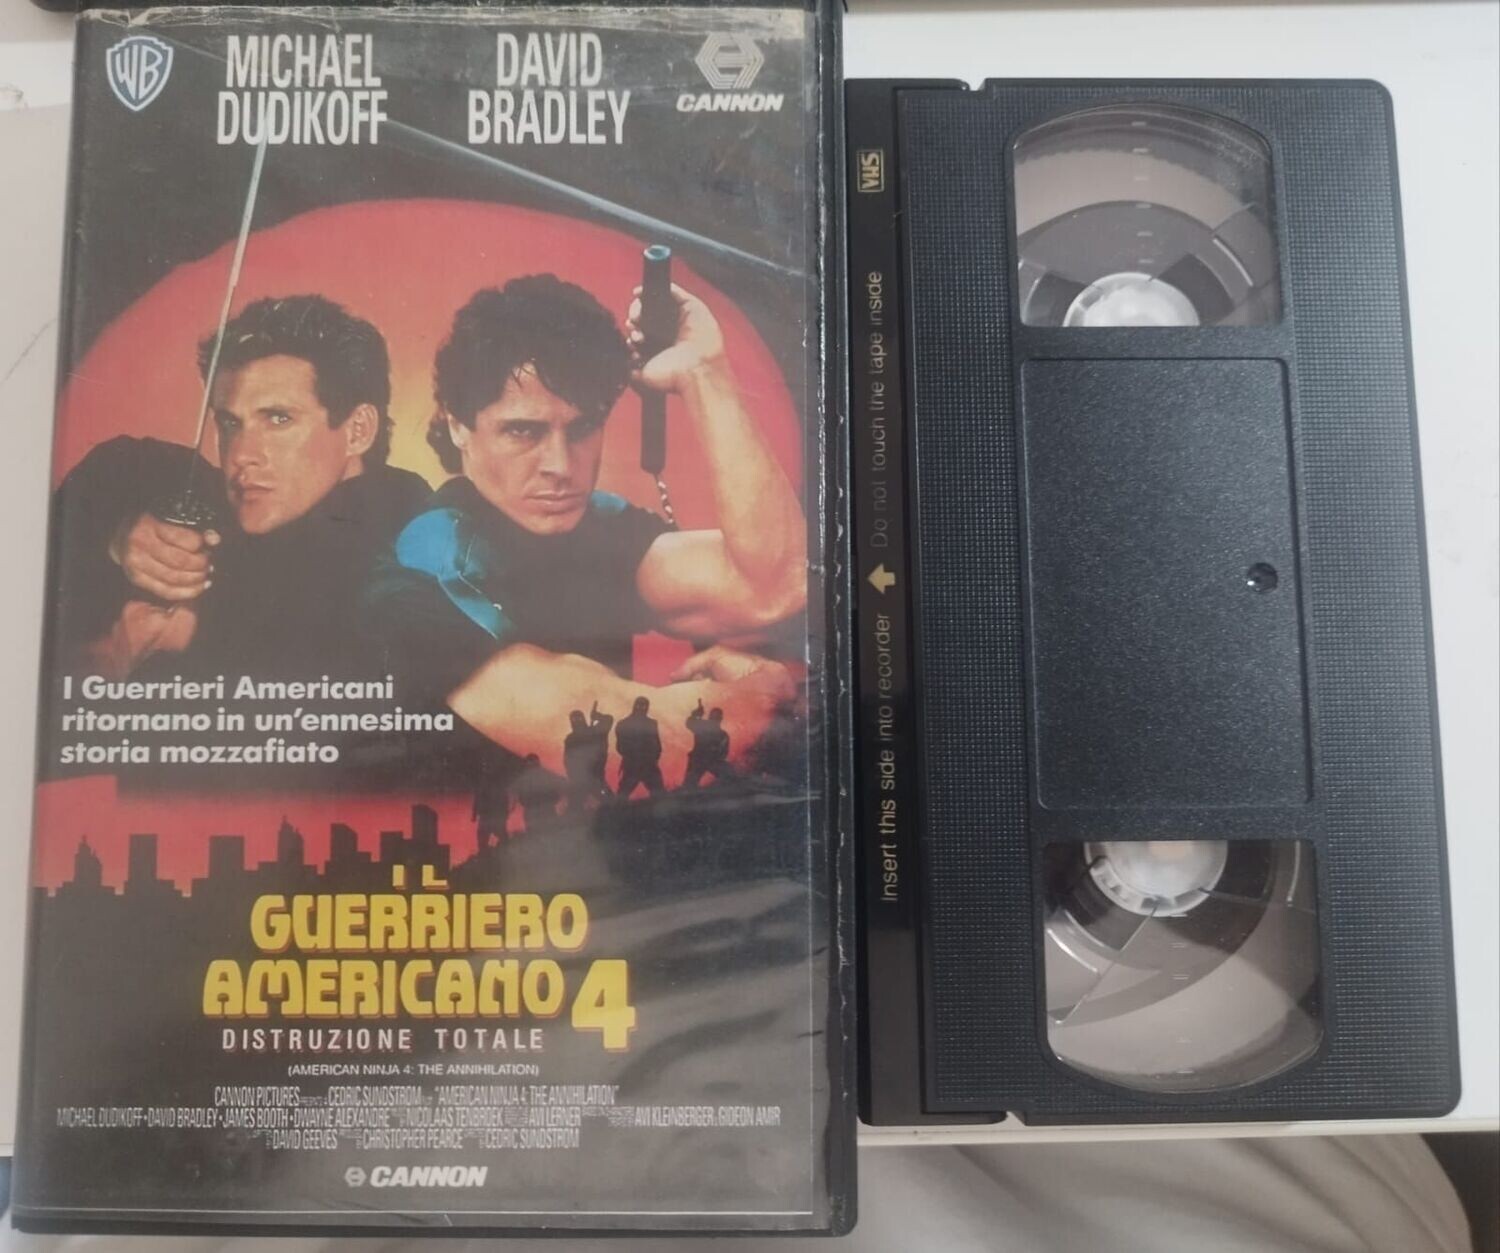 WB
MICHAEL
DUDIKOFF
DAVID
BRADLEY
CANNON
I Guerrieri Americani
ritornano in un'ennesima
storia mozzafiato
IL
GUERRIERO
AMERICANO 4
DISTRUZIONE TOTALE
(AMERICAN NINJA 4: THE ANNIHILATION)
CANNON PICTURES CEDRIC SUNDSTROM "AMERICAN NINJA 4: THE ANNIHILATION"
MICHAEL DUDIKOFF • DAVID BRADLEY • JAMES BOOTH • DWAYNE ALEXANDRE NICOLAAS TENBROEK AVI LERNER AVI KLEINBERGER, GIDEON AMIR
DAVID GEEVES CHRISTOPHER PEARCE CEDRIC SUNDSTROM
CANNON
VHS
Insert this side into recorder Do not touch the tape inside